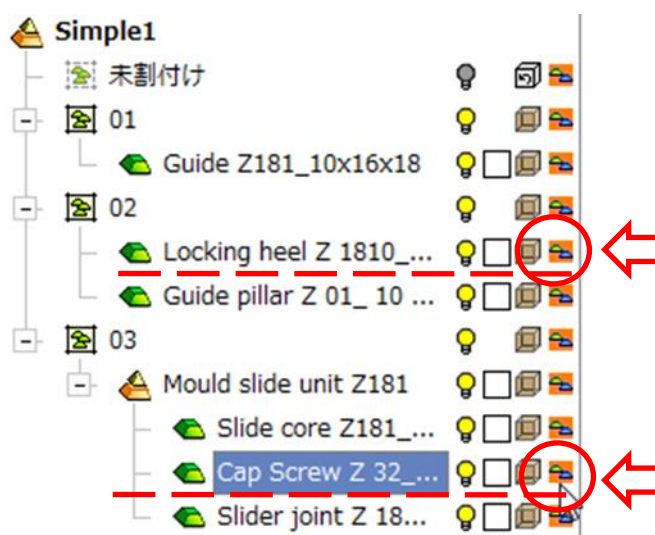 Simple1
未割付け
01
Guide Z181_10x16x18
02
Locking heel Z 1810_...
Guide pillar Z 01_ 10 ...
03
Mould slide unit Z181
Slide core Z181_...
Cap Screw Z 32_...
Slider joint Z 18...